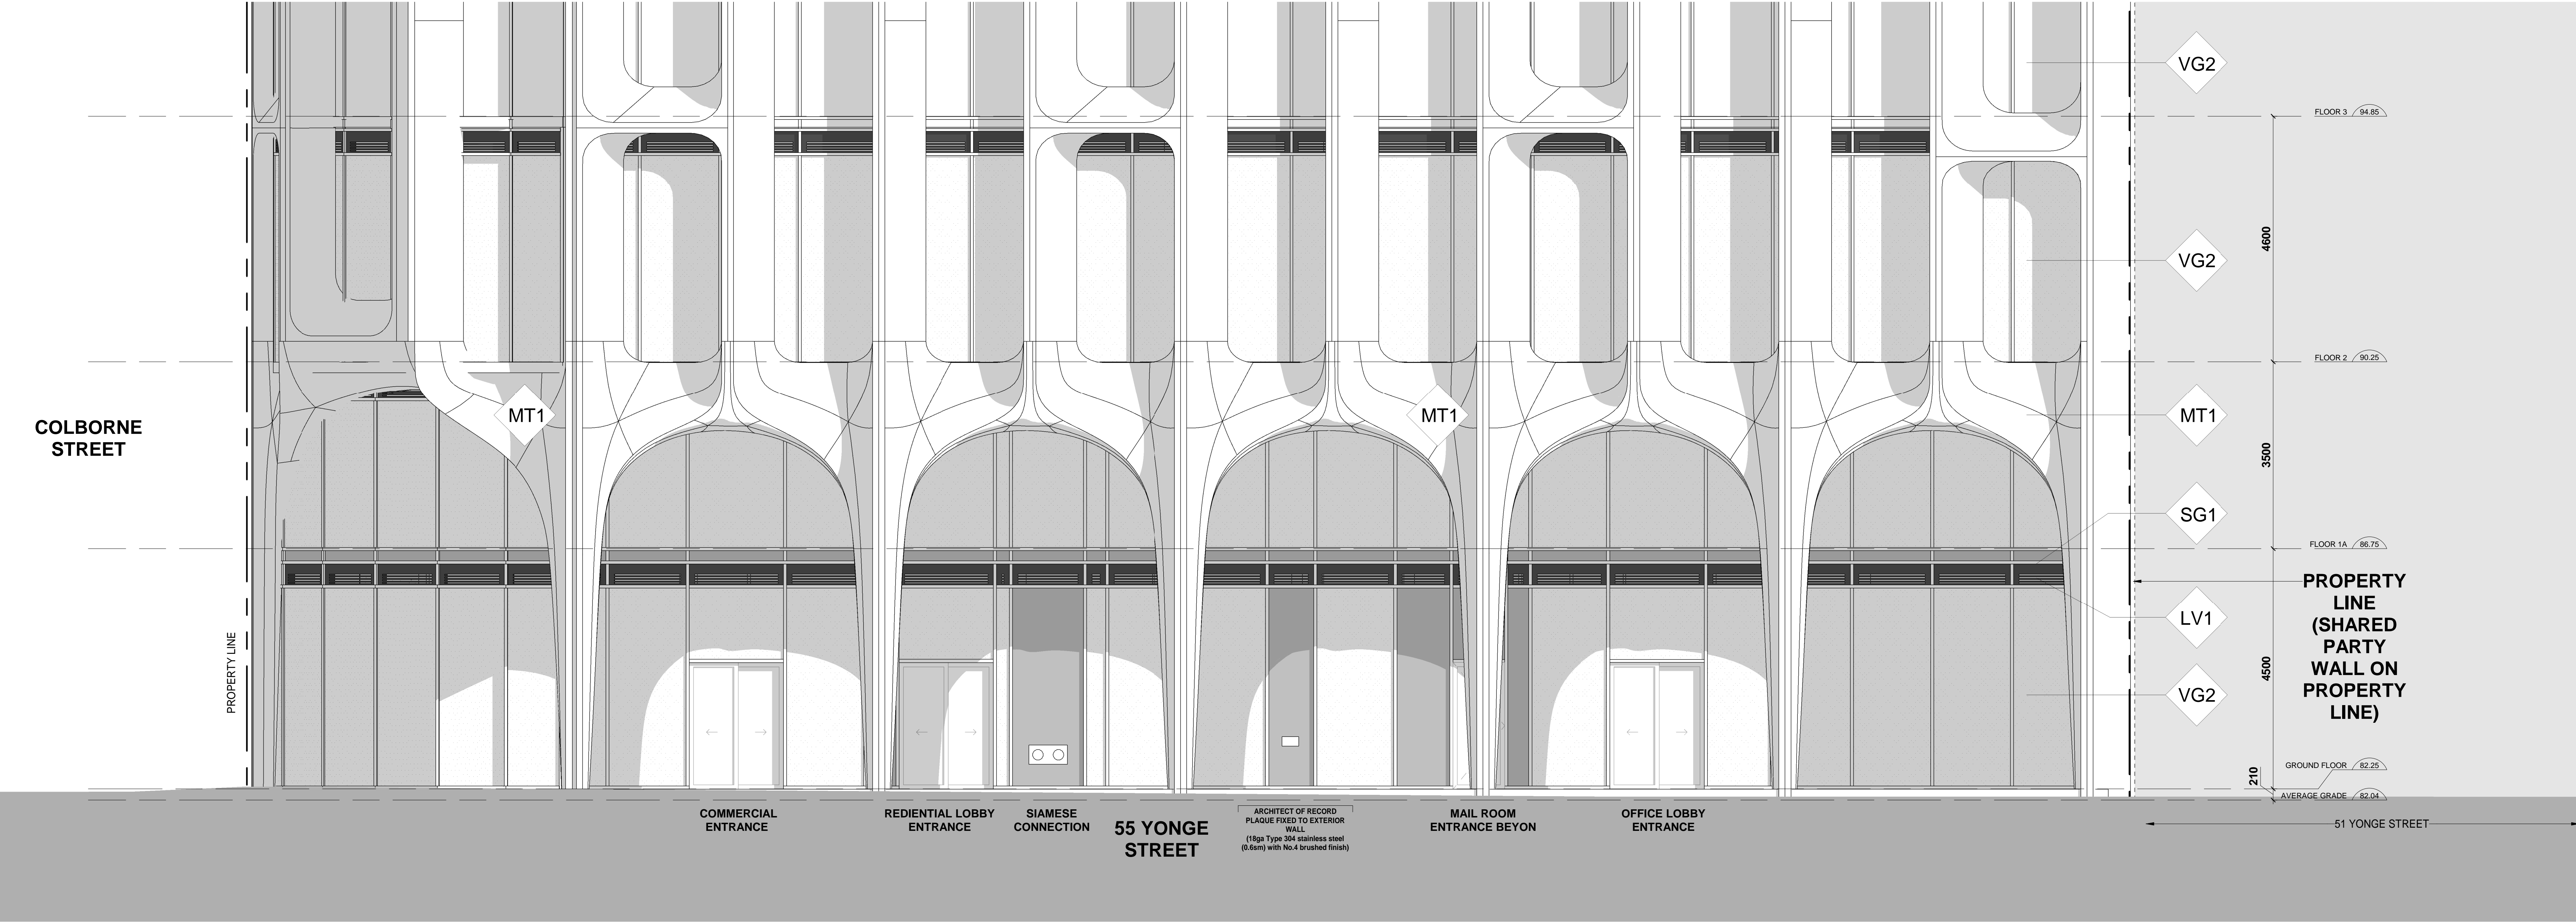 VG2
FLOOR 3 94.85
4600
VG2
FLOOR 2 90.25
COLBORNE
STREET
MT1
MT1
MT1
3500
SG1
FLOOR 1A 86.75
PROPERTY
LINE
(SHARED
PARTY
WALL ON
PROPERTY
LINE)
LV1
PROPERTY LINE
4500
VG2
GROUND FLOOR 82.25
210
AVERAGE GRADE 82.04
COMMERCIAL
ENTRANCE
REDIENTIAL LOBBY
ENTRANCE
SIAMESE
CONNECTION
55 YONGE
STREET
ARCHITECT OF RECORD
PLAQUE FIXED TO EXTERIOR
WALL
(18ga Type 304 stainless steel
(0.6sm) with No.4 brushed finish)
MAIL ROOM
ENTRANCE BEYON
OFFICE LOBBY
ENTRANCE
51 YONGE STREET